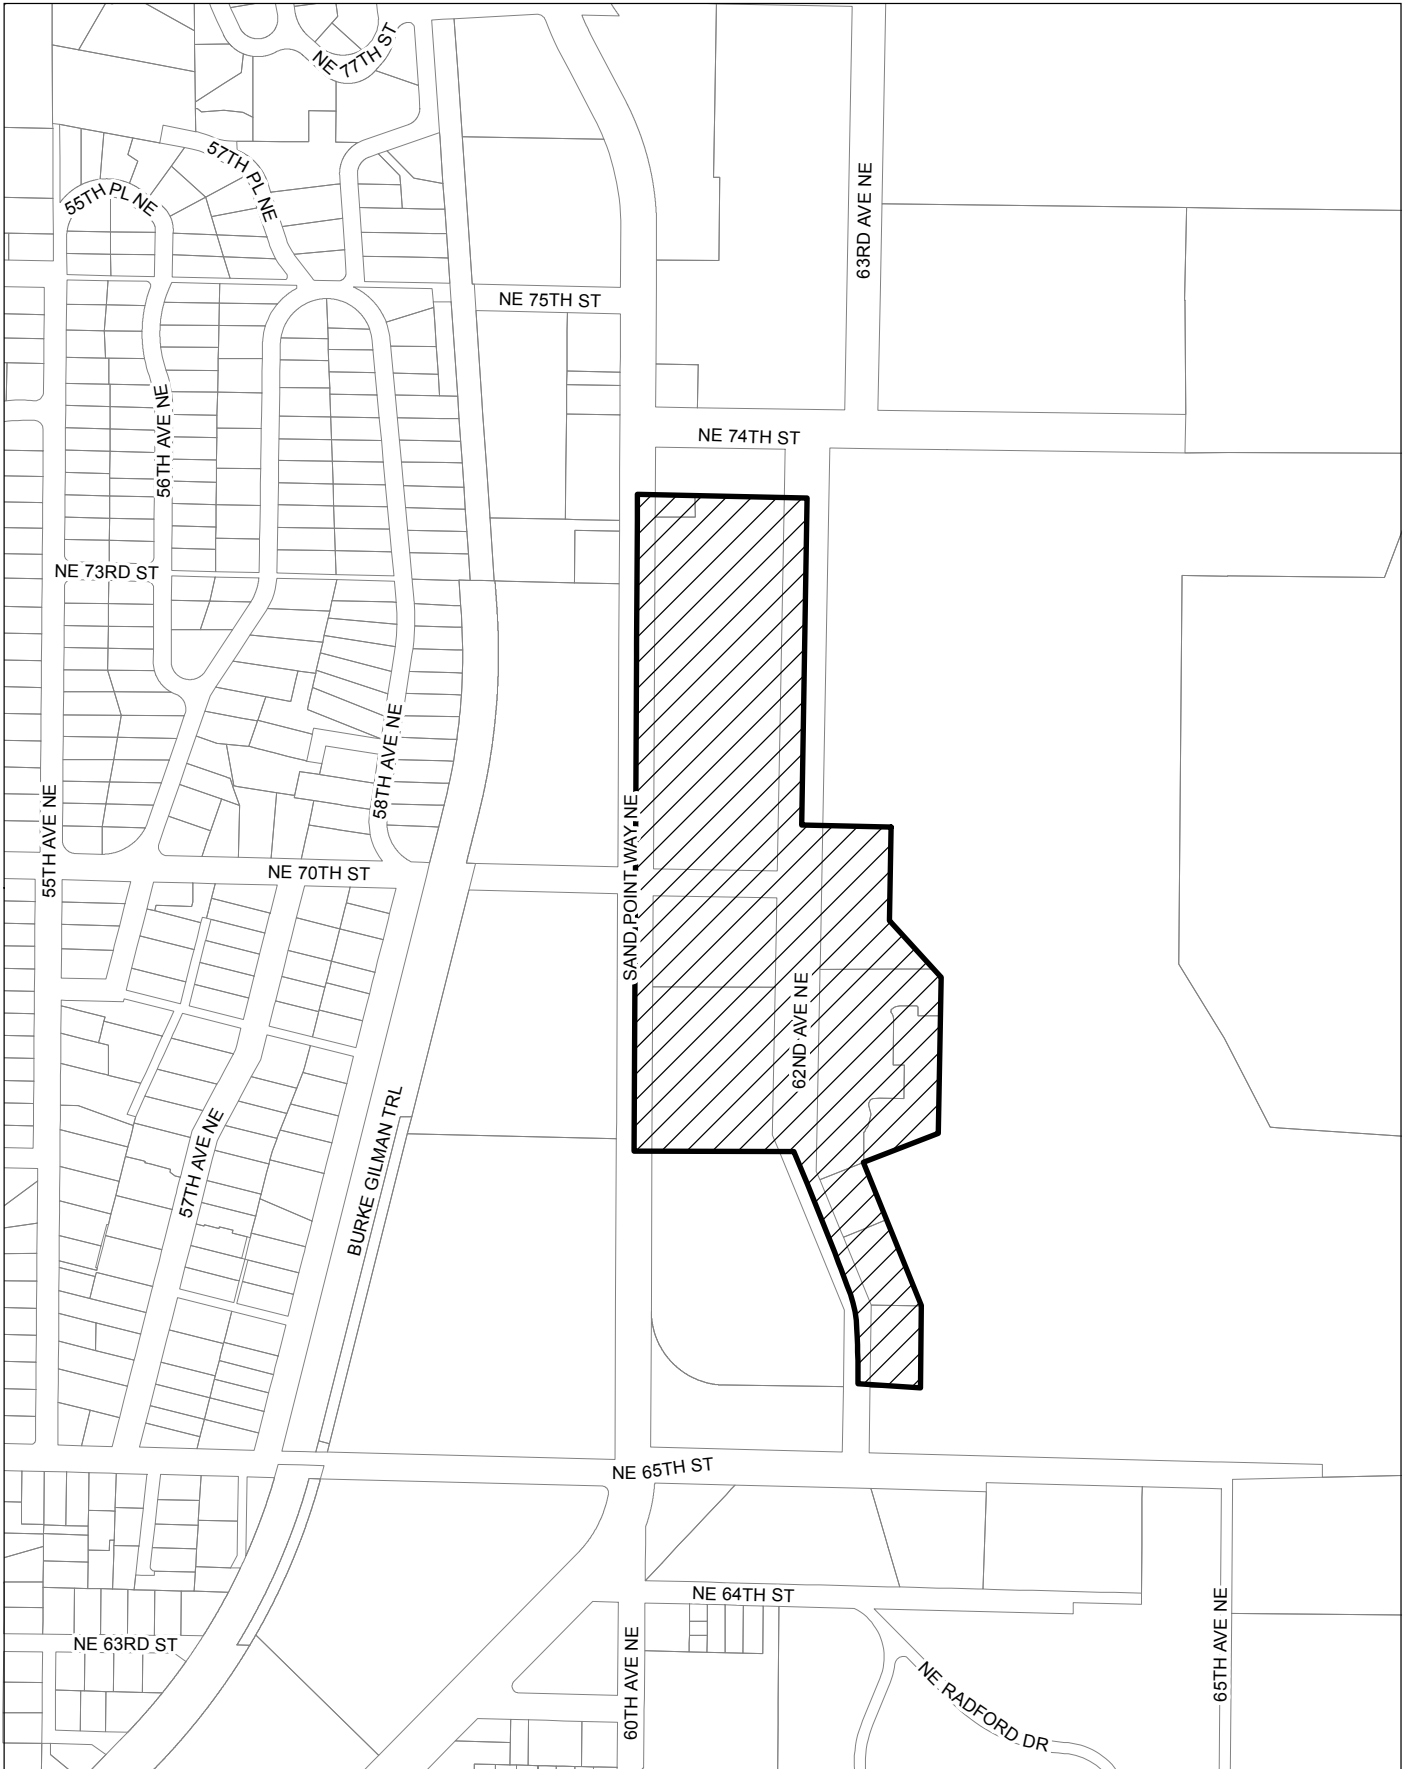 NE 77TH ST
57TH PL NE
55TH PL NE
63RD AVE NE
NE 75TH ST
56TH AVE NE
NE 74TH ST
NE 73RD ST
58TH AVE NE
55TH AVE NE
SAND POINT WAY NE
NE 70TH ST
62ND AVE NE
BURKE GILMAN TRL
57TH AVE NE
NE 65TH ST
NE 64TH ST
65TH AVE NE
NE 63RD ST
60TH AVE NE
NE RADFORD DR